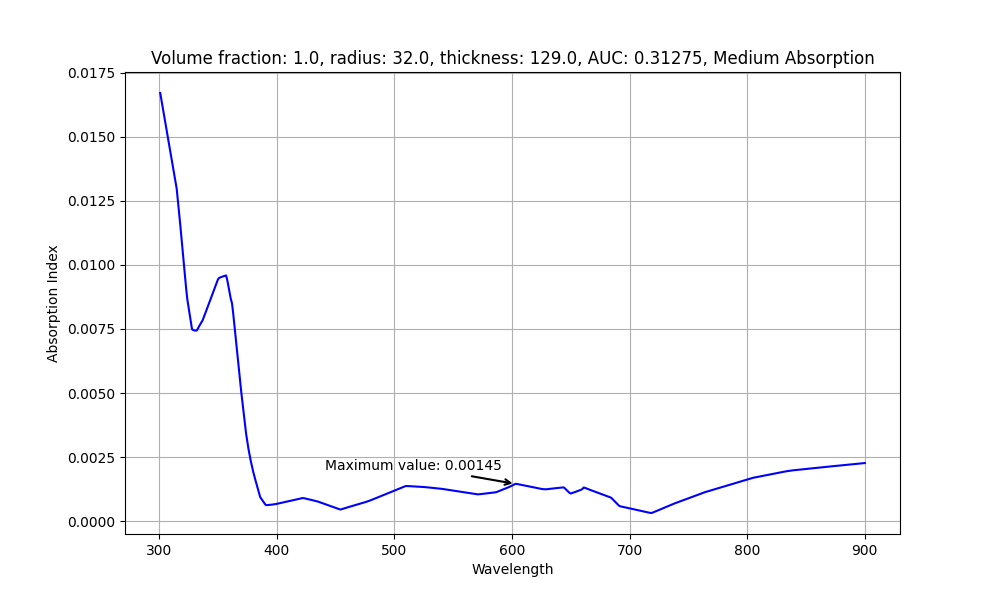 Volume fraction: 1.0, radius: 32.0, thickness: 129.0, AUC: 0.31275, Medium Absorption
0.0175
0.0150
0.0125
0.0100
0.0075
0.0050
0.0025
0.0000
Absorption Index
Maximum value: 0.00145
300 400 500 600 700 800 900
Wavelength